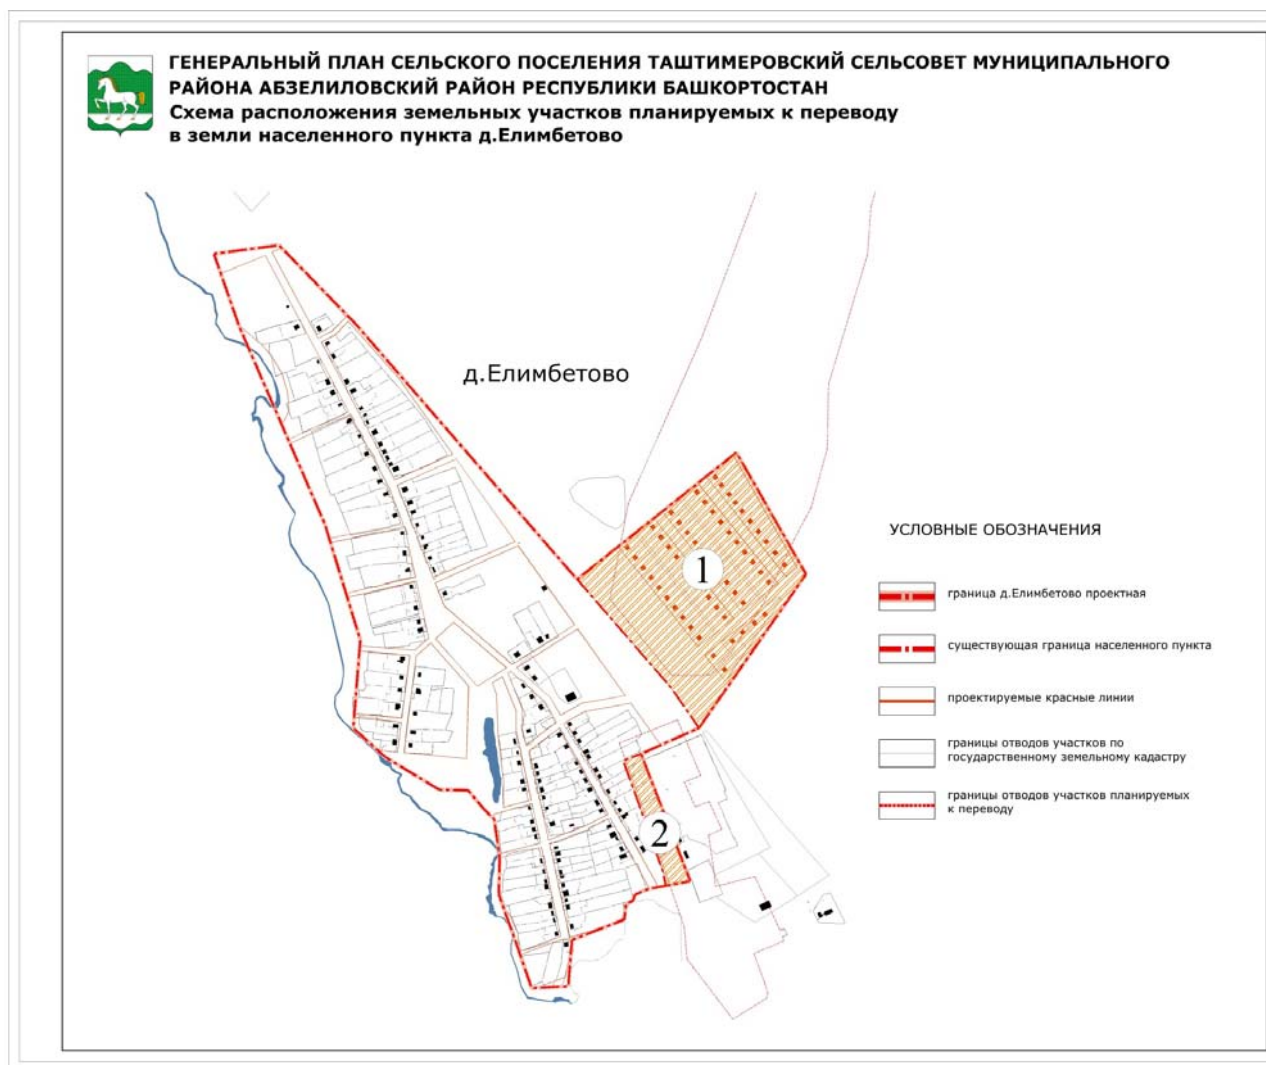 ГЕНЕРАЛЬНЫЙ ПЛАН СЕЛЬСКОГО ПОСЕЛЕНИЯ ТАШТИМЕРОВСКИЙ СЕЛЬСОВЕТ МУНИЦИПАЛЬНОГО
РАЙОНА АБЗЕЛИЛОВСКИЙ РАЙОН РЕСПУБЛИКИ БАШКОРТОСТАН
Схема расположения земельных участков планируемых к переводу
в земли населенного пункта д.Елимбетово
д.Елимбетово
1
2
УСЛОВНЫЕ ОБОЗНАЧЕНИЯ
граница д.Елимбетово проектная
существующая граница населенного пункта
проектируемые красные линии
границы отводов участков по
государственному земельному кадастру
границы отводов участков планируемых
к переводу